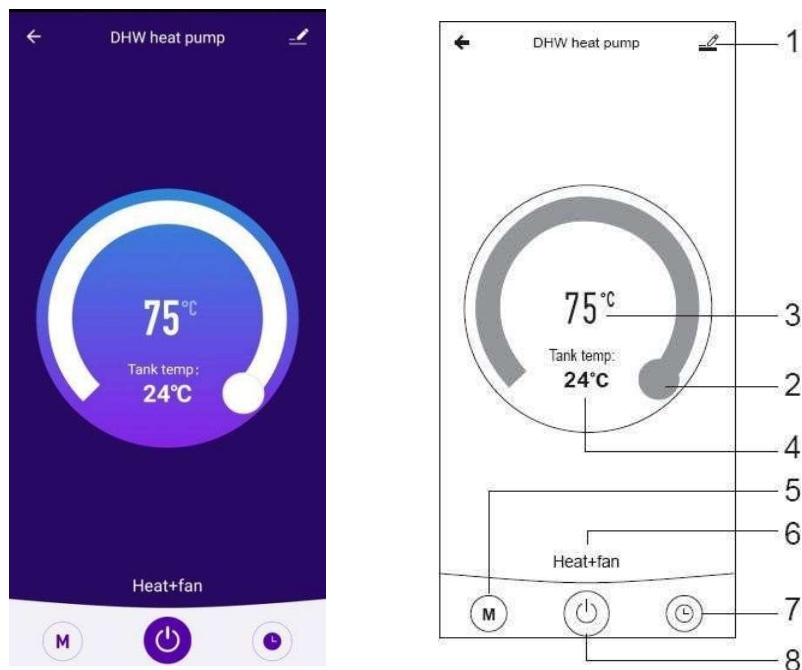 DHW heat pump
75°C
Tank temp:
24°C
Heat+fan
M
DHW heat pump
1
75°C
3
Tank temp:
24°C
2
4
5
6
Heat+fan
M
7
8